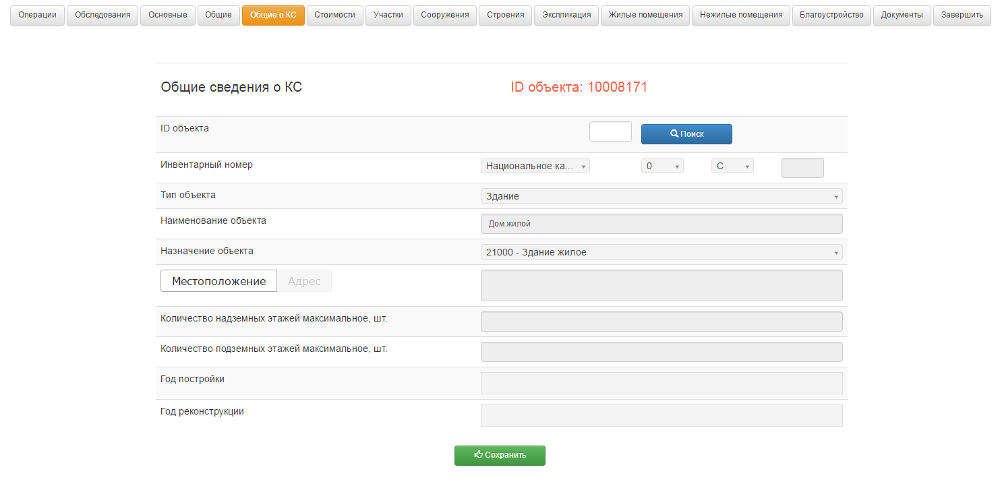 Операции Обследования Основные Общие Общие о КС Стоимости Участки Сооружения Строения Экспликация Жилые помещения Нежилые помещения Благоустройство Документы Завершить
Общие сведения о КС ID объекта: 10008171
ID объекта Поиск
Инвентарный номер Национальное ка... 0 С
Тип объекта Здание
Наименование объекта Дом жилой
Назначение объекта 21000 - Здание жилое
Местоположение Адрес
Количество надземных этажей максимальное, шт.
Количество подземных этажей максимальное, шт.
Год постройки
Год реконструкции
Сохранить